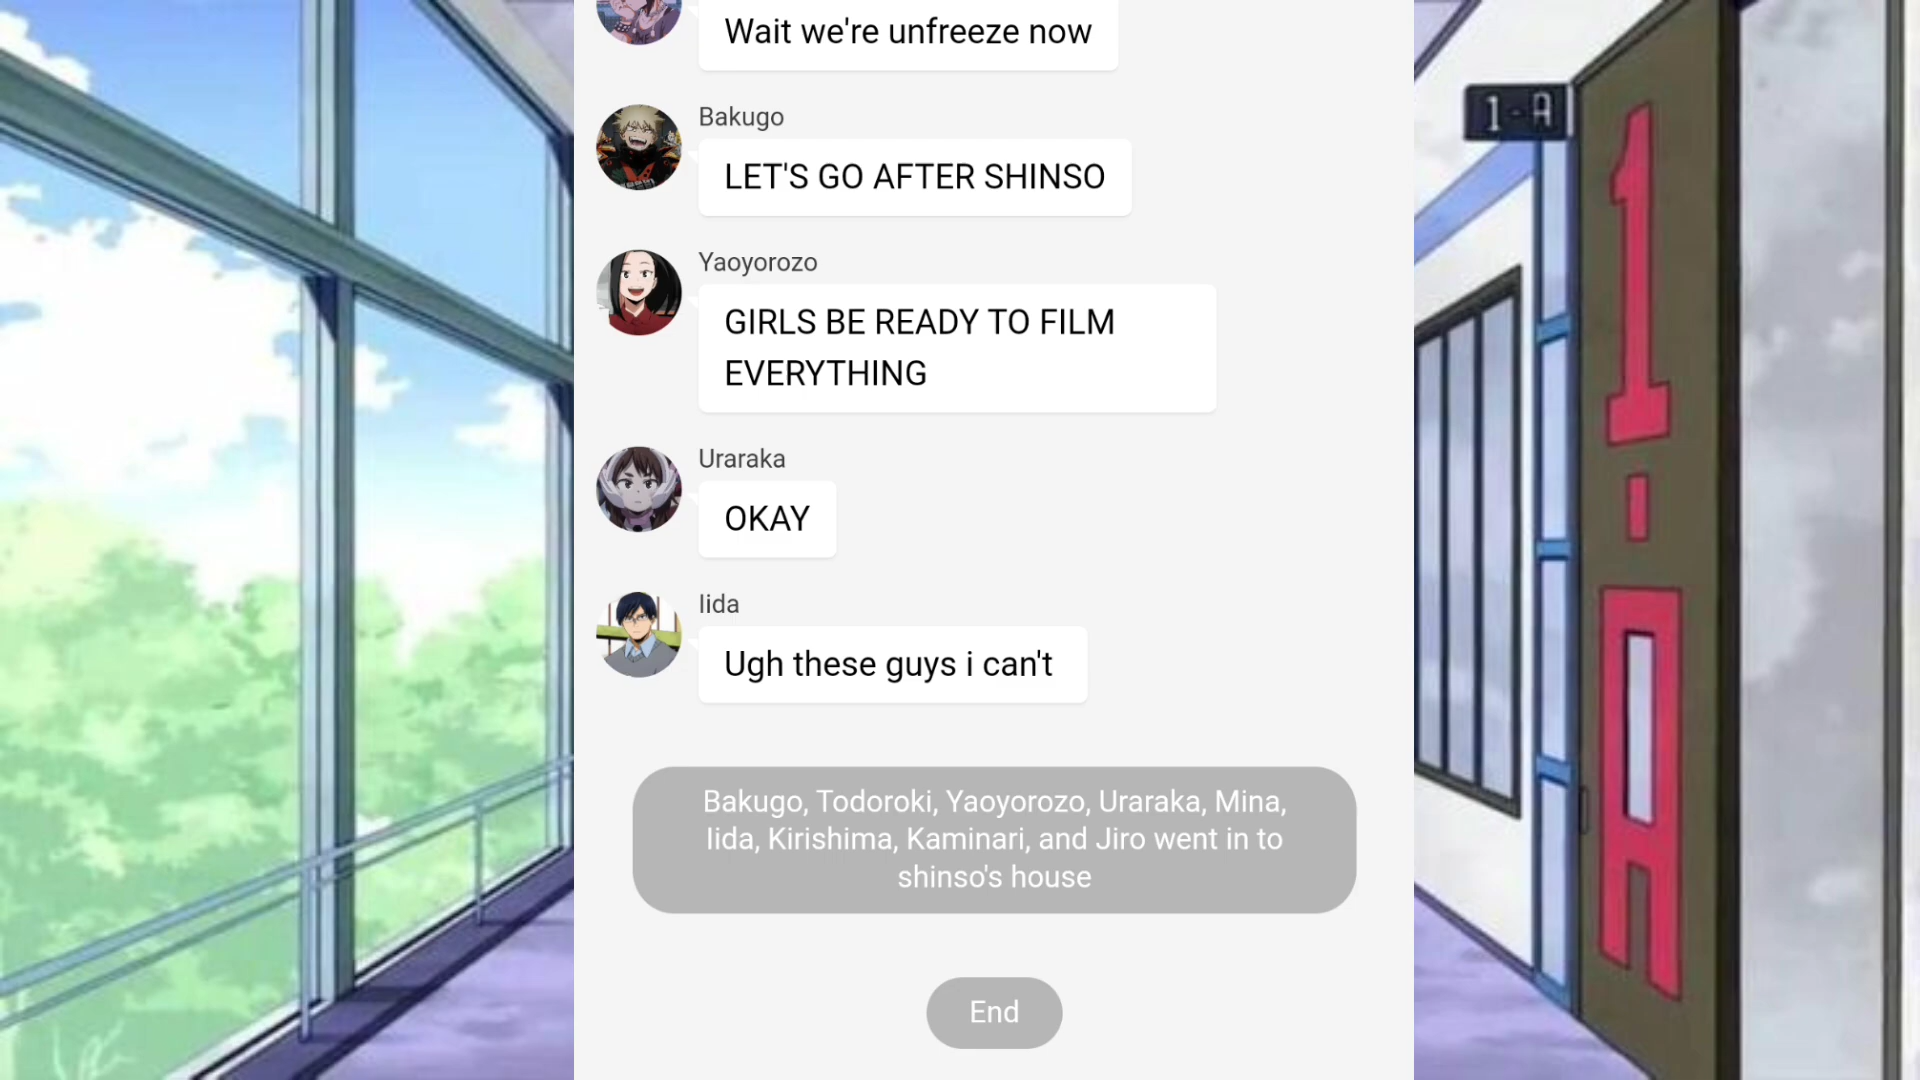 Wait we're unfreeze now
Bakugo
LET'S GO AFTER SHINSO
Yaoyorozo
GIRLS BE READY TO FILM
EVERYTHING
Uraraka
OKAY
Iida
Ugh these guys i can't
Bakugo, Todoroki, Yaoyorozo, Uraraka, Mina,
Iida, Kirishima, Kaminari, and Jiro went in to
shinso's house
End
1-A
1-A